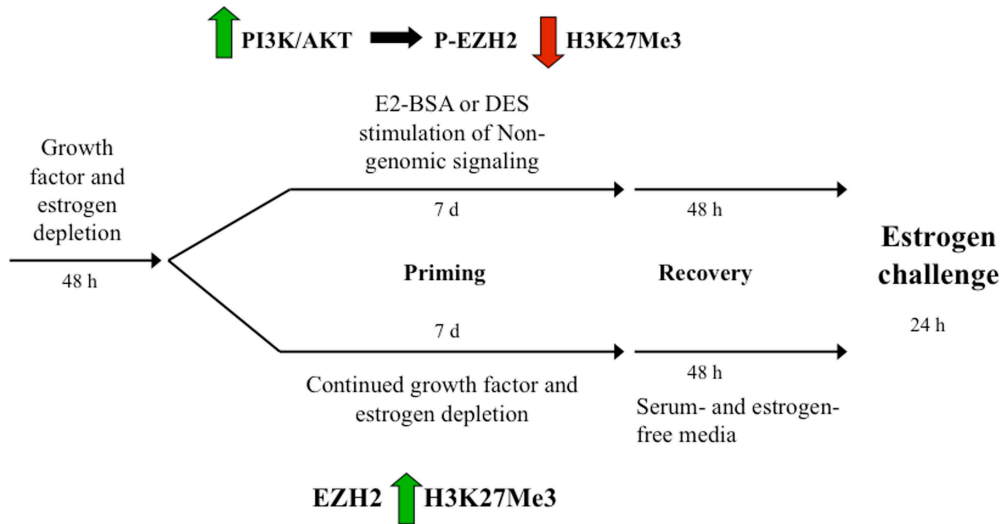 PI3K/AKT P-EZH2 H3K27Me3
E2-BSA or DES
stimulation of Non-
genomic signaling
Growth
factor and
estrogen
depletion
48 h
7 d
48 h
Priming
Recovery
Estrogen
challenge
24 h
7 d
48 h
Continued growth factor and
estrogen depletion
Serum- and estrogen-
free media
EZH2 H3K27Me3